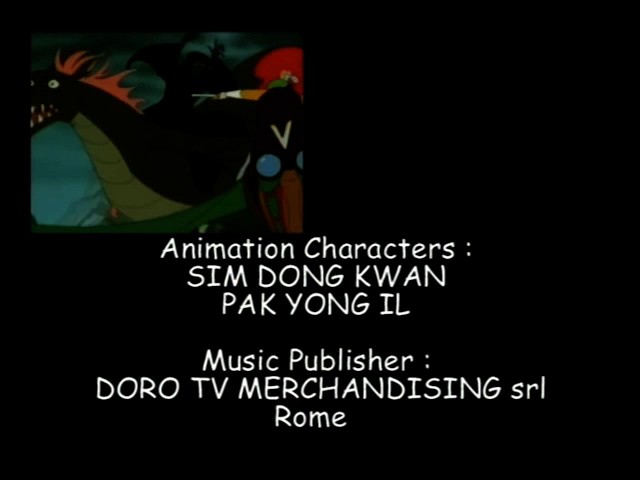 Animation Characters :
SIM DONG KWAN
PAK YONG IL
Music Publisher :
DORO TV MERCHANDISING srl
Rome